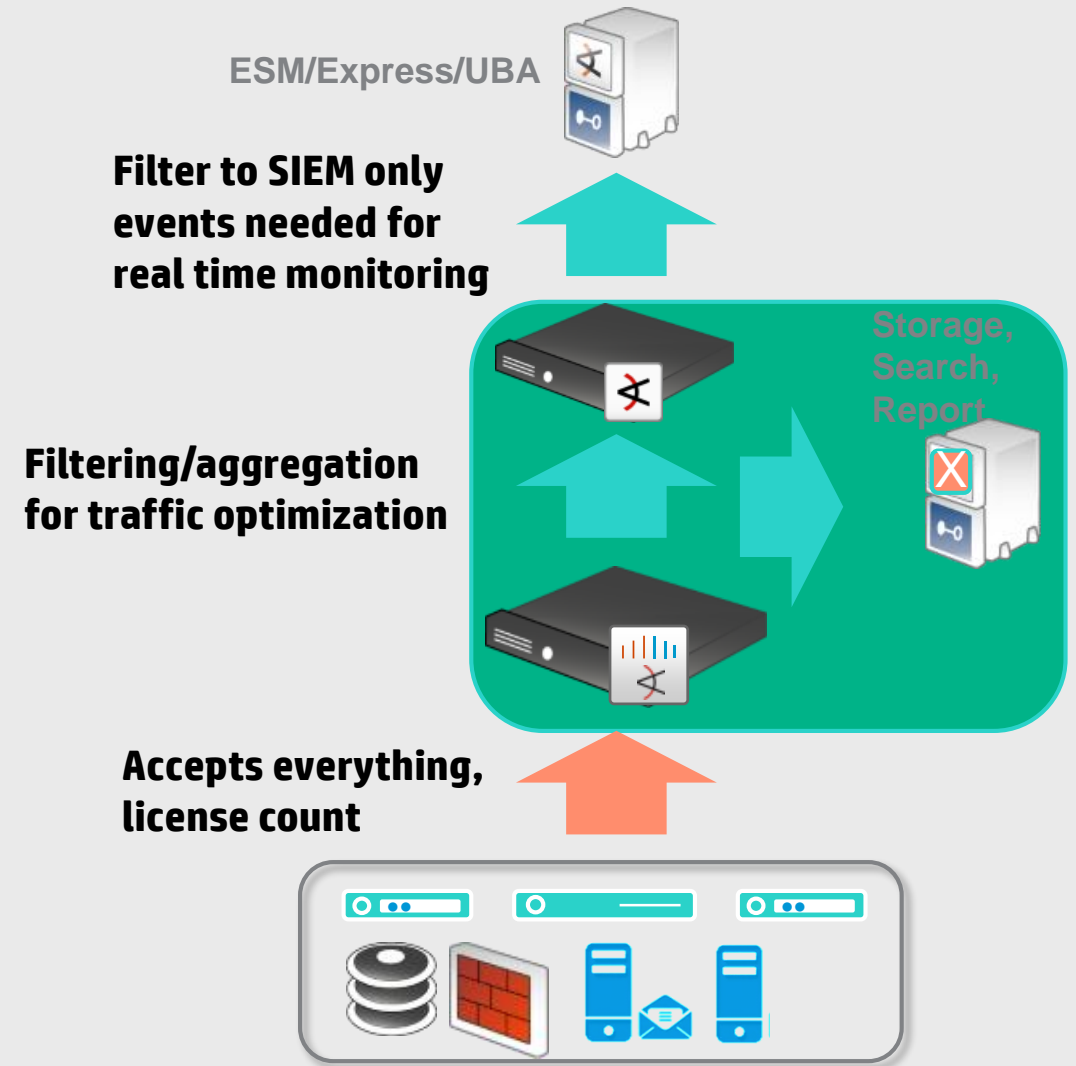 ESM/Express/UBA
Filter to SIEM only
events needed for
real time monitoring
Storage,
Search,
Report
Filtering/aggregation
for traffic optimization
X
Accepts everything,
license count